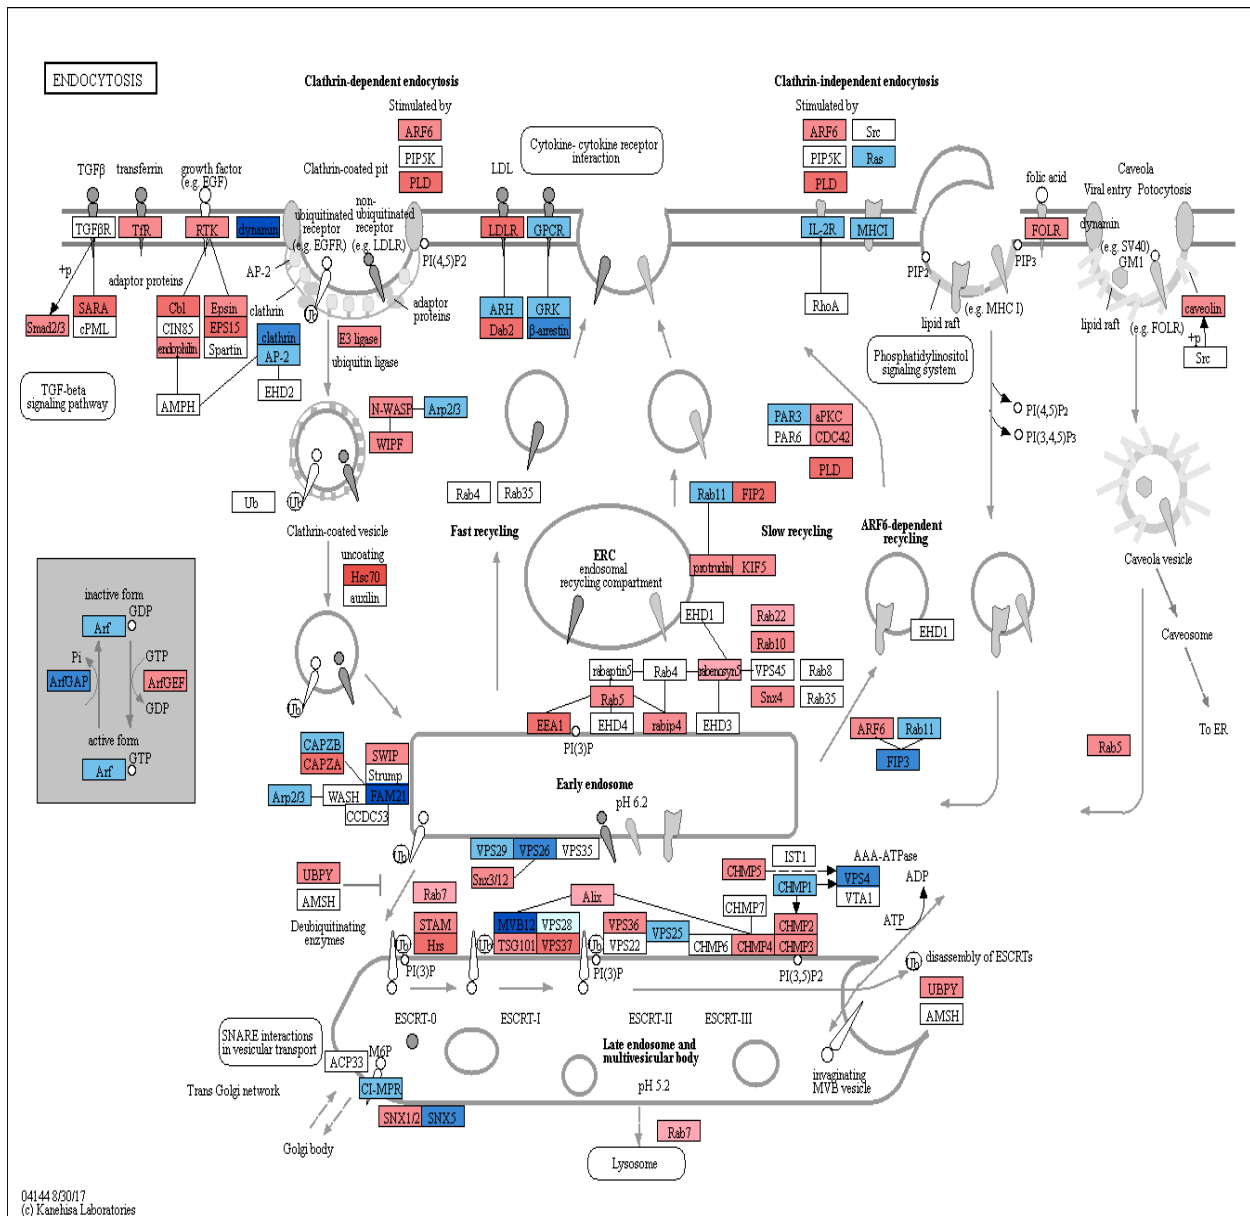 ENDOCYTOSIS
Clathrin-dependent endocytosis
Clathrin-independent endocytosis
Stimulated by
ARF6
PIP5K
PLD
Stimulated by
ARF6
Src
PIP5K
Ras
PLD
Cytokine- cytokine receptor
interaction
TGFβ
transferrin
growth factor
(e.g. EGF)
Clathrin-coated pit
LDL
folic acid
Caveola
Viral entry Potocytosis
TGFβR
TfR
RTK
dynamin
ubiquitinated
receptor
(e.g. EGFR)
non-
ubiquitinated
receptor
(e.g. LDLR)
LDLR
GPCR
IL-2R
MHCI
FOLR
dynamin
(e.g. SV40)
GM1
PI(4,5)P2
PIP2
PIP3
+p
adaptor proteins
AP-2
clathrin
Ub
adaptor
proteins
SARA
cPML
Smad2/3
Cbl
CIN85
endophilin
Epsin
EPS15
Spartin
clathrin
AP-2
EHD2
AMPH
E3 ligase
ubiquitin ligase
ARH
Dab2
GRK
β-arrestin
RhoA
lipid raft
(e.g. MHC I)
lipid raft
(e.g. FOLR)
caveolin
+p
Src
TGF-beta
signaling pathway
Phosphatidylinositol
signaling system
N-WASP
Arp2/3
WIPF
PAR3
aPKC
PAR6
CDC42
PLD
PI(4,5)P2
PI(3,4,5)P3
Ub
Ub
Rab4
Rab35
Rab11
FIP2
Clathrin-coated vesicle
Fast recycling
Slow recycling
ARF6-dependent
recycling
uncoating
Hsc70
auxilin
ERC
endosomal
recycling compartment
protrudin
KIF5
Caveola vesicle
inactive form
GDP
Arf
Pi
GTP
ArfGAP
ArfGEF
GDP
active form
GTP
Arf
Ub
EHD1
Rab22
Rab10
EHD1
Caveosome
rabaptin5
Rab4
rabenosyn5
VPS45
Rab8
Rab5
Snx4
Rab35
EEA1
EHD4
rabip4
EHD3
PI(3)P
ARF6
Rab11
FIP3
Rab5
To ER
CAPZB
CAPZA
SWIP
Strump
Arp2/3
WASH
FAM21
CCDC53
Early endosome
pH 6.2
Ub
VPS29
VPS26
VPS35
Snx3/12
UBPY
AMSH
Deubiquitinating
enzymes
Rab7
Alix
CHMP5
IST1
CHMP1
AAA-ATPase
VPS4
VTA1
ADP
ATP
CHMP7
STAM
Hrs
Ub
MVB12
VPS28
TSG101
VPS37
Ub
VPS36
VPS22
VPS25
Ub
CHMP6
CHMP4
CHMP2
CHMP3
PI(3)P
PI(3)P
PI(3,5)P2
Ub
disassembly of ESCRTs
UBPY
AMSH
ESCRT-0
ESCRT-I
ESCRT-II
ESCRT-III
SNARE interactions
in vesicular transport
Late endosome and
multivesicular body
pH 5.2
ACP33
M6P
CI-MPR
invaginating
MVB vesicle
Trans Golgi network
SNX1/2
SNX5
Golgi body
Rab7
Lysosome
04144 8/30/17
(c) Kanehisa Laboratories